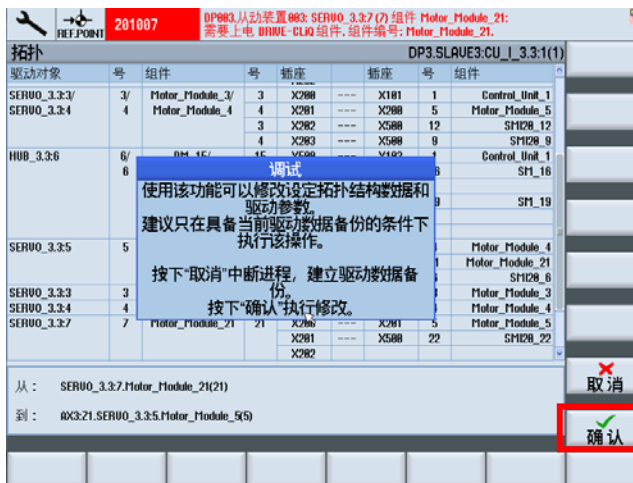 REF.POINT
201007
DP003.从动装置003: SERVO_3.3:7 (7) 组件 Motor_Module_21:
需要上电 DRIVE-CLiQ 组件. 组件编号: Motor_Module_21.
拓扑 DP3.SLAVE3:CU_I_3.3:1(1)
驱动对象 号 组件 号 插座 插座 号 组件
SERVO_3.3:3/ 3/ Motor_Module_3/ 3 X200 --- X101 1 Control_Unit_1
SERVO_3.3:4 4 Motor_Module_4 4 X201 --- X200 5 Motor_Module_5
3 X202 --- X500 12 SMI20_12
4 X203 --- X500 9 SMI20_9
HUB_3.3:6 6/ Control_Unit_1
6 SM_16
SM_19
SERVO_3.3:5 5 Motor_Module_4
Motor_Module_21
SMI20_6
SERVO_3.3:3 3 Motor_Module_3
SERVO_3.3:4 4 Motor_Module_4
SERVO_3.3:7 7 Motor_Module_21 21 X200 --- X201 5 Motor_Module_5
X201 --- X500 22 SMI20_22
X202
调试
使用该功能可以修改设定拓扑结构数据和
驱动参数。
建议只在具备当前驱动数据备份的条件下
执行该操作。
按下“取消”中断进程，建立驱动数据备
份。
按下“确认”执行修改。
从： SERVO_3.3:7.Motor_Module_21(21)
到： AX3:Z1.SERVO_3.3:5.Motor_Module_5(5)
取消
确认